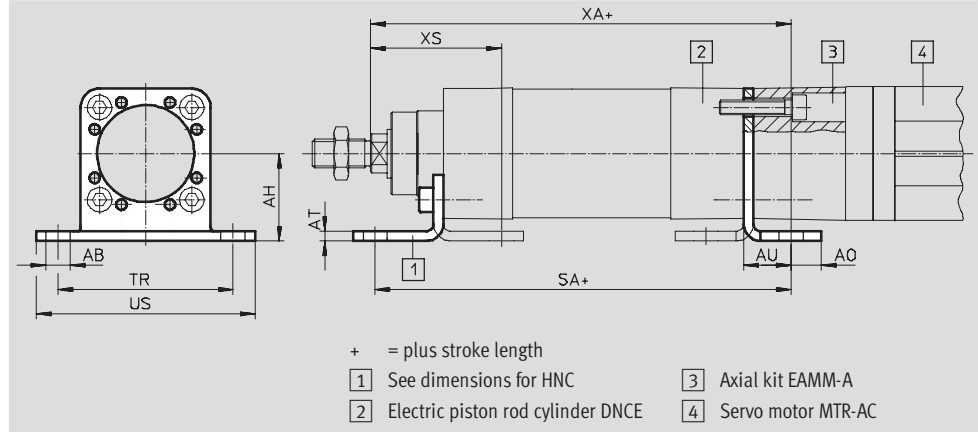 XA+
XS
2
3
4
AH
AT
AB
TR
US
1
AU
AO
SA+
+ = plus stroke length
1 See dimensions for HNC
2 Electric piston rod cylinder DNCE
3 Axial kit EAMM-A
4 Servo motor MTR-AC